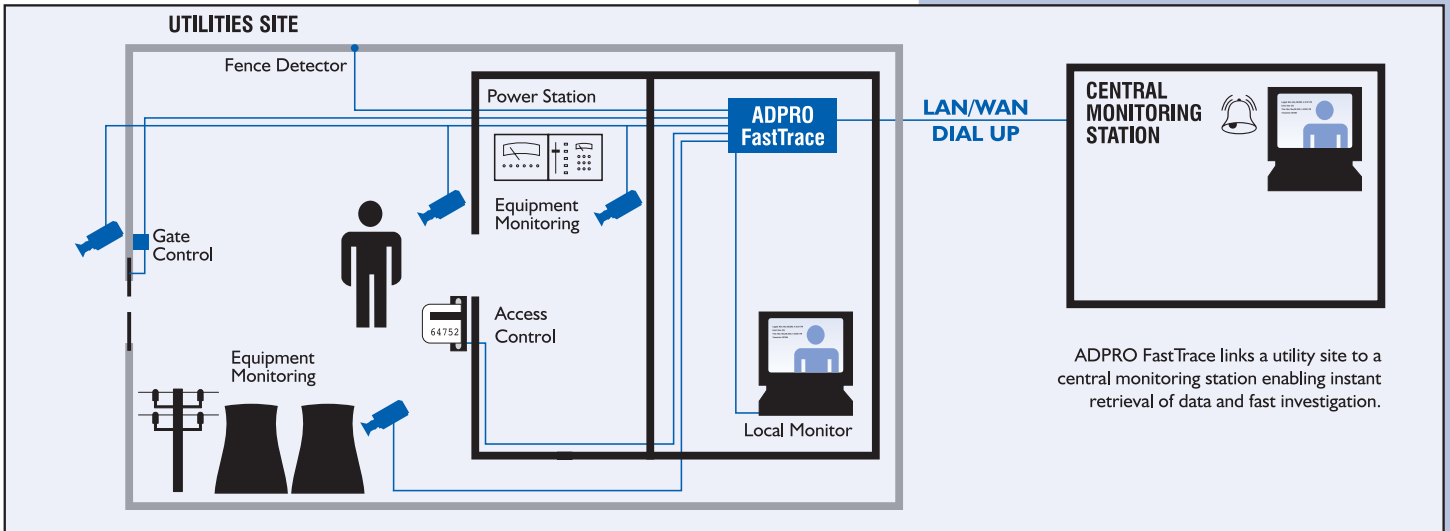 UTILITIES SITE
Fence Detector
Power Station
ADPRO
FastTrace
LAN/WAN
DIAL UP
CENTRAL
MONITORING
STATION
Equipment
Monitoring
Gate
Control
Access
Control
64752
Equipment
Monitoring
Local Monitor
ADPRO FastTrace links a utility site to a
central monitoring station enabling instant
retrieval of data and fast investigation.